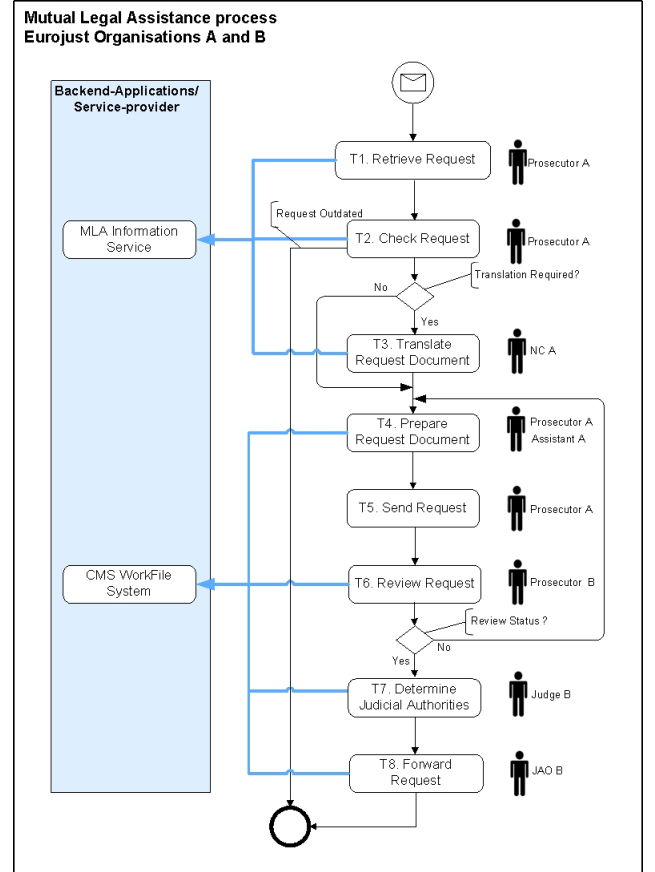 Mutual Legal Assistance process
Eurojust Organisations A and B
Backend-Applications/
Service-provider
T1. Retrieve Request
Prosecutor A
Request Outdated
MLA Information
Service
T2. Check Request
Prosecutor A
Translation Required?
No
Yes
T3. Translate
Request Document
NC A
T4. Prepare
Request Document
Prosecutor A
Assistant A
T5. Send Request
Prosecutor A
CMS WorkFile
System
T6. Review Request
Prosecutor B
Review Status ?
No
Yes
T7. Determine
Judicial Authorities
Judge B
T8. Forward
Request
JAO B